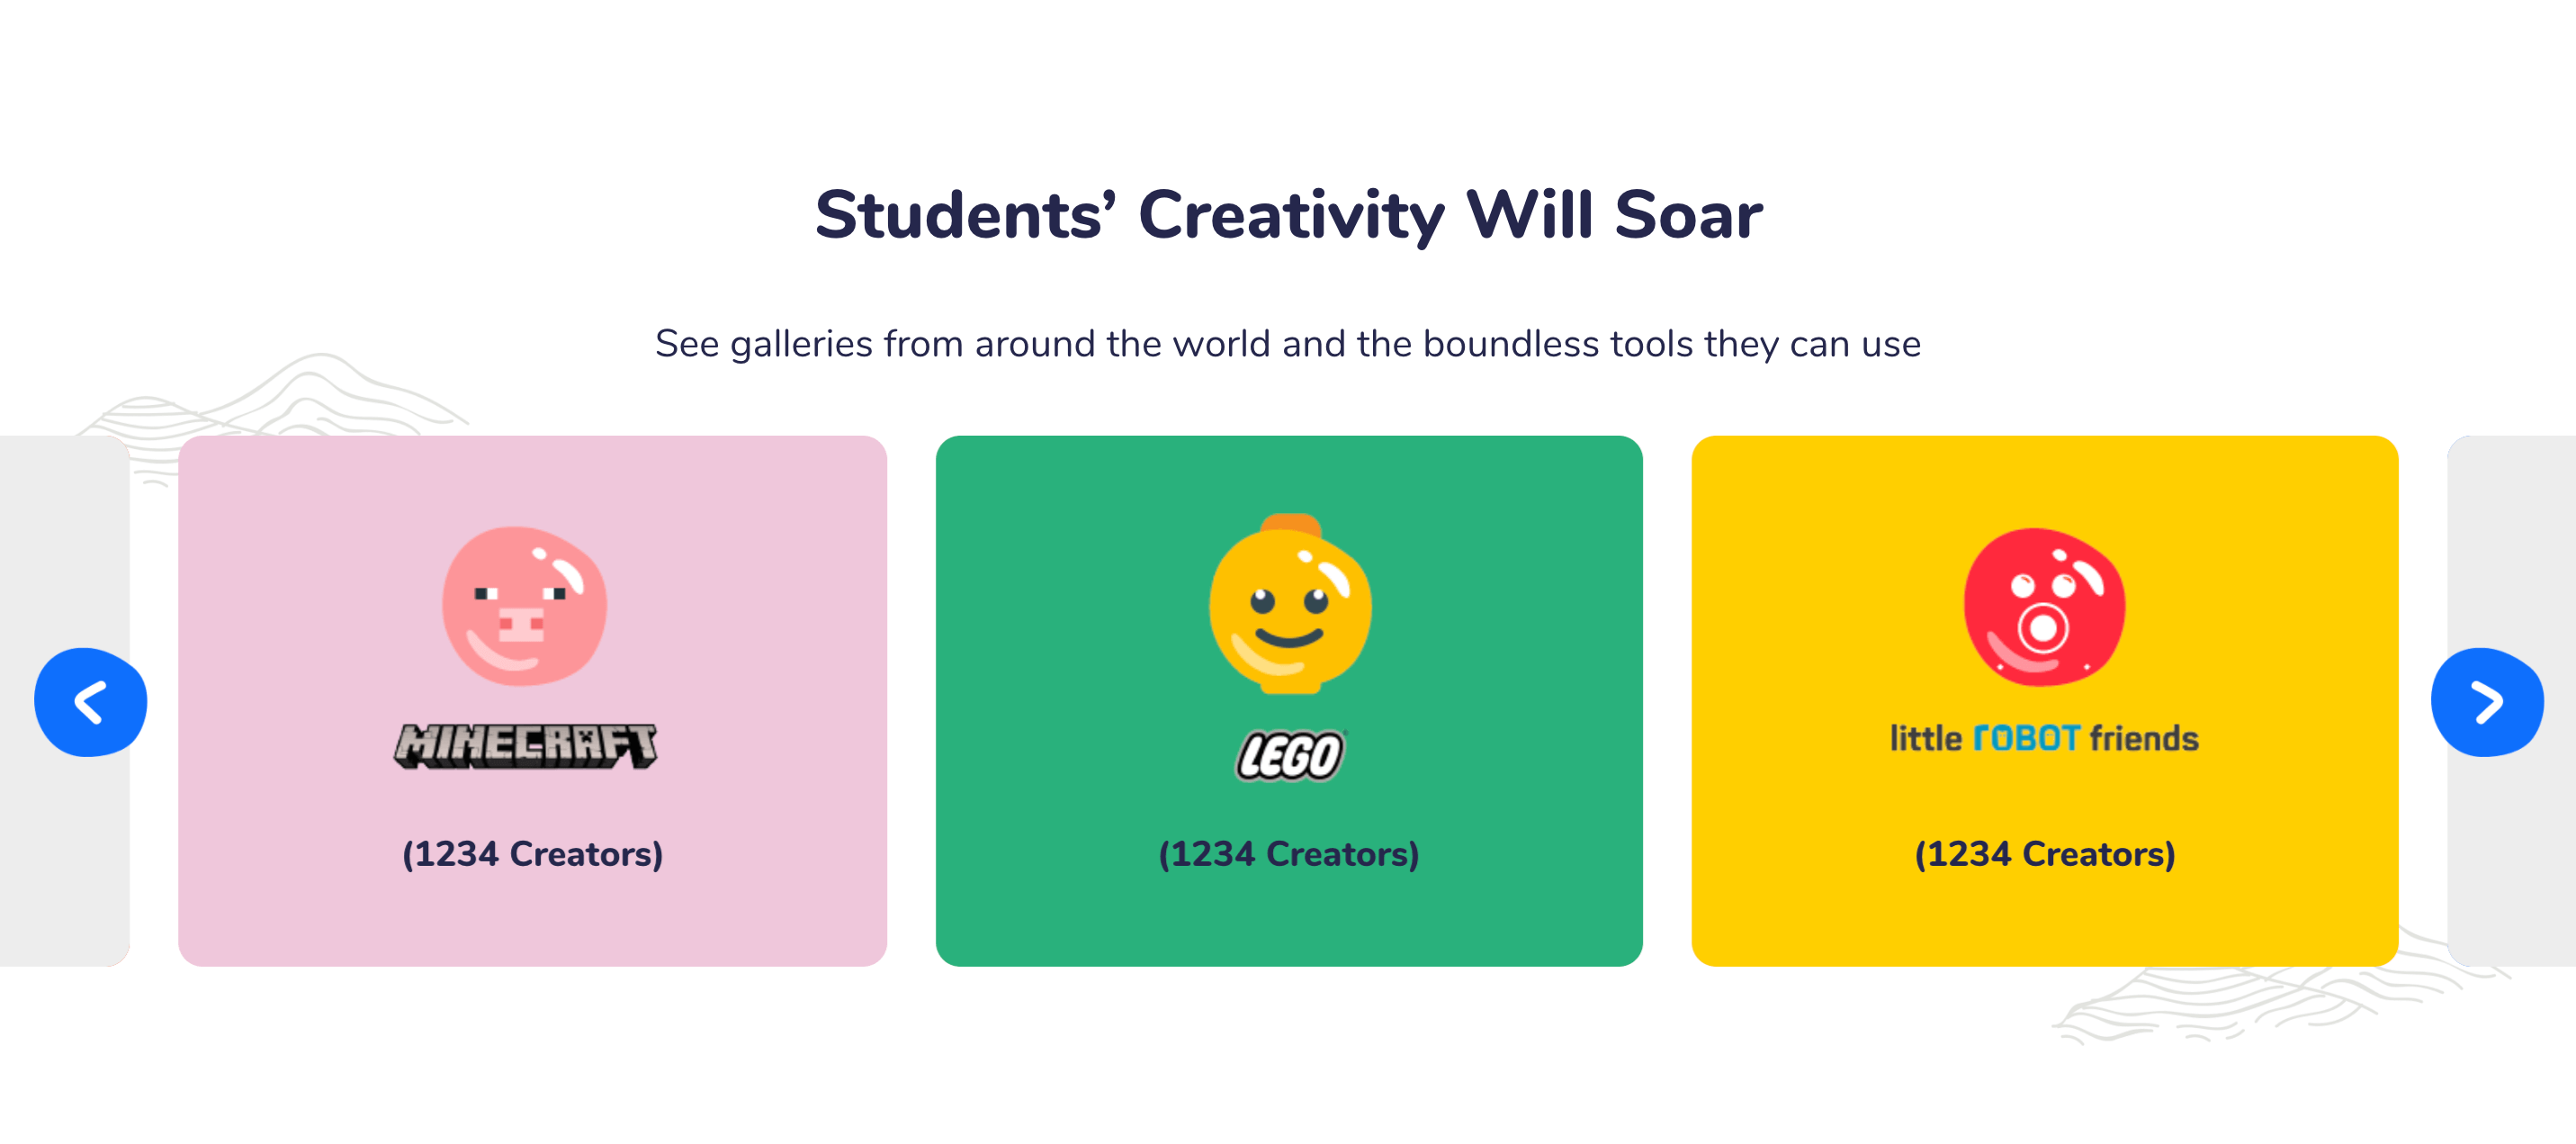 Students’ Creativity Will Soar
See galleries from around the world and the boundless tools they can use
MINECRAFT
LEGO
little rOBOT friends
(1234 Creators)
(1234 Creators)
(1234 Creators)